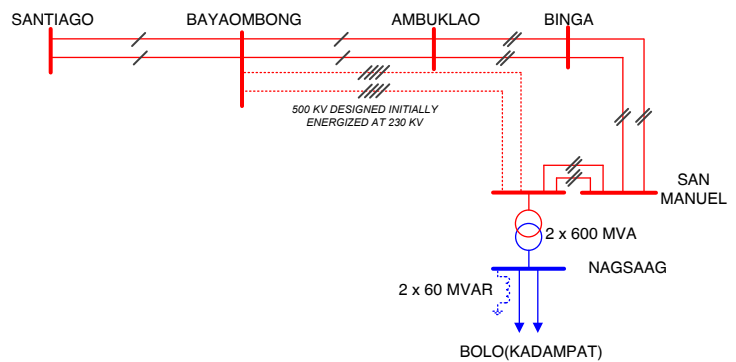 SANTIAGO
BAYAOMBONG
AMBUKLAO
BINGA
500 KV DESIGNED INITIALLY
ENERGIZED AT 230 KV
SAN
MANUEL
2 x 600 MVA
NAGSAAG
2 x 60 MVAR
BOLO(KADAMPAT)